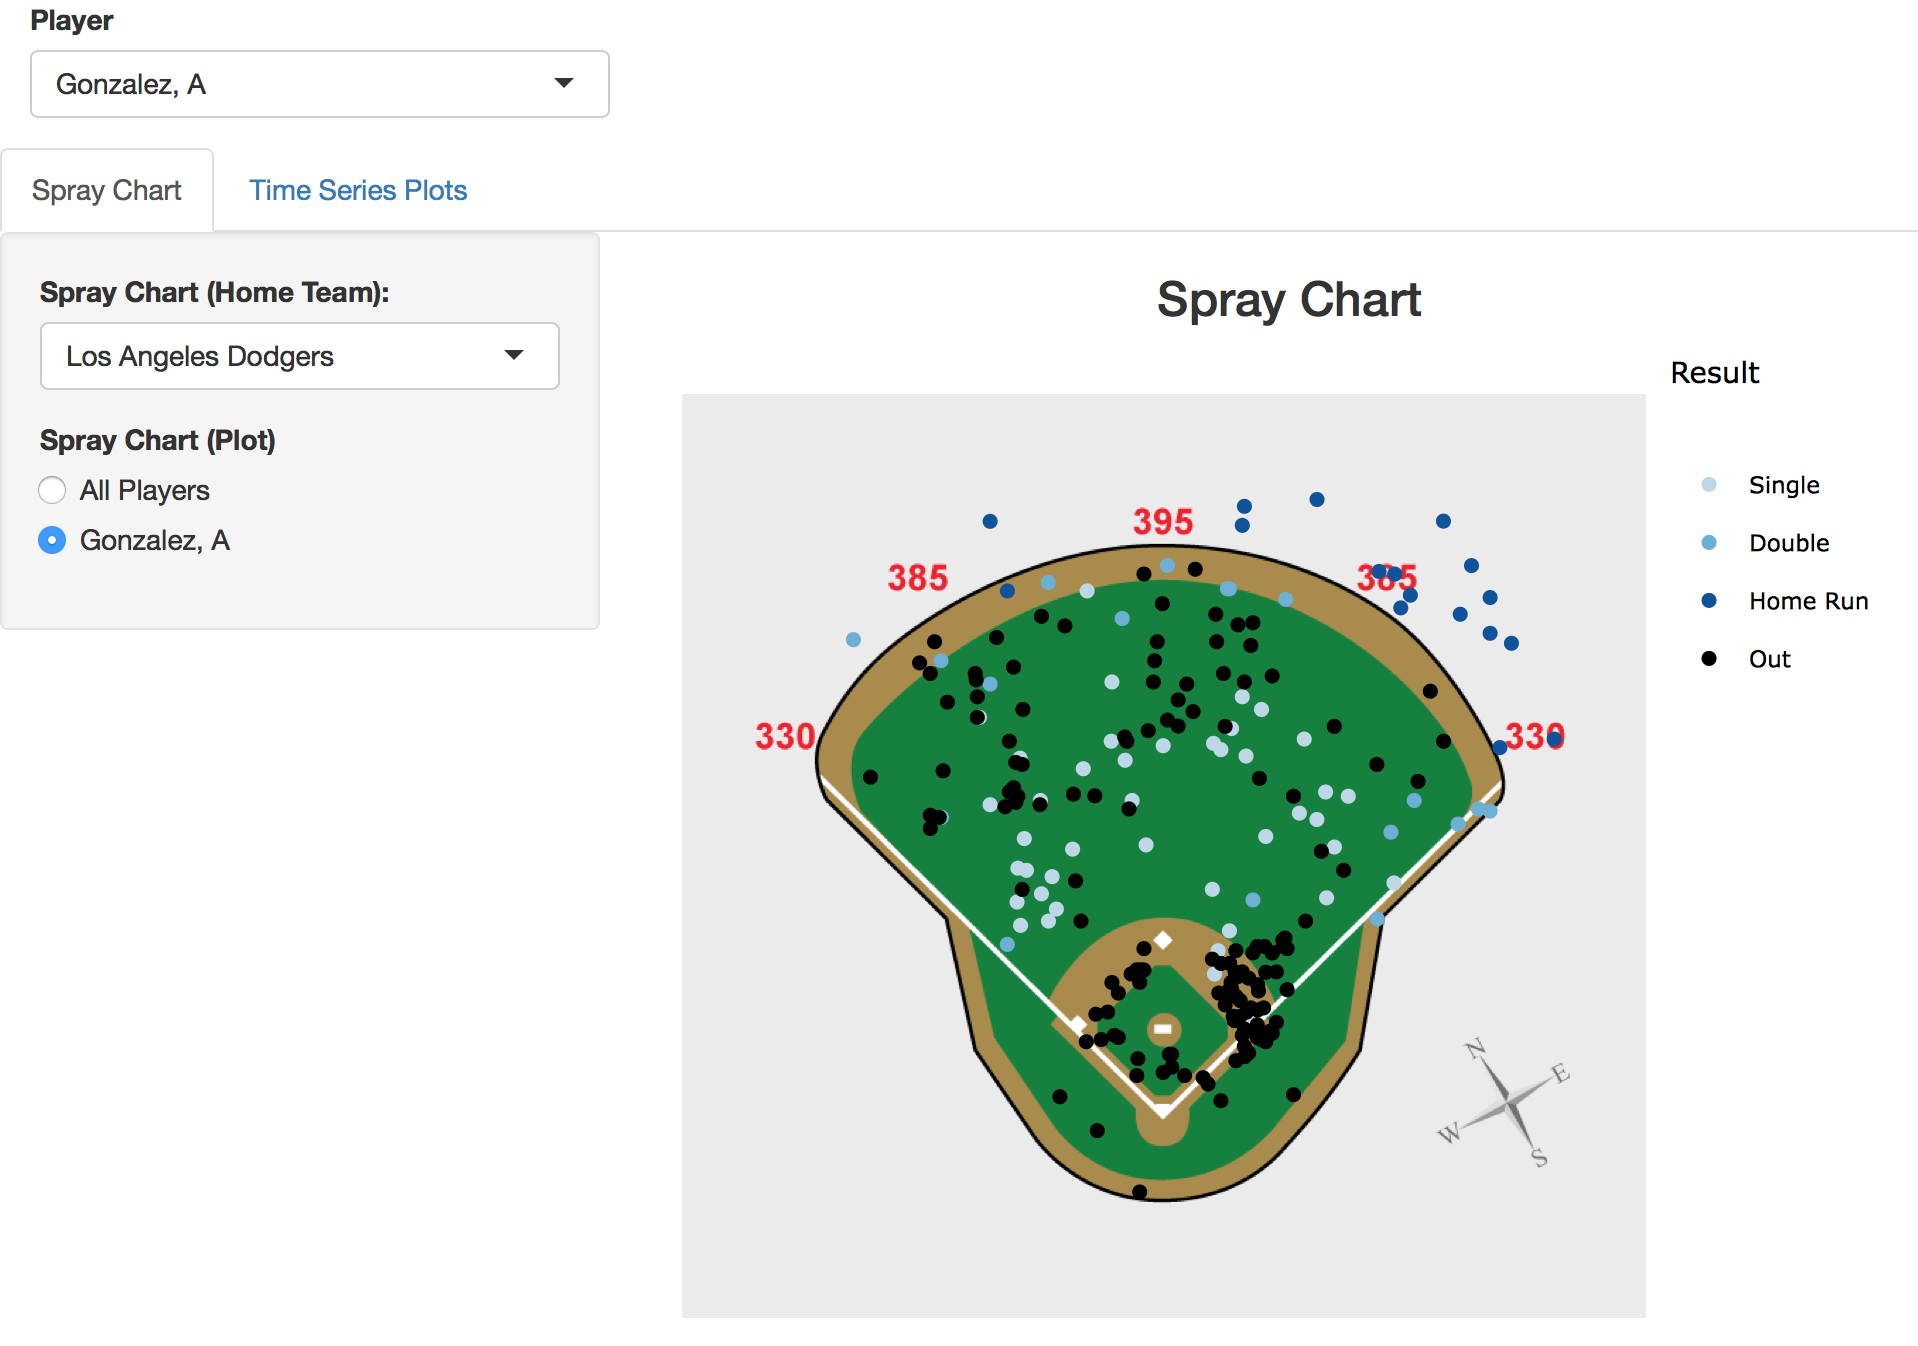 Player
Gonzalez, A
Spray Chart
Time Series Plots
Spray Chart (Home Team):
Los Angeles Dodgers
Spray Chart (Plot)
All Players
Gonzalez, A
Spray Chart
Result
Single
Double
Home Run
Out
395
385
385
330
330
N
E
W
S